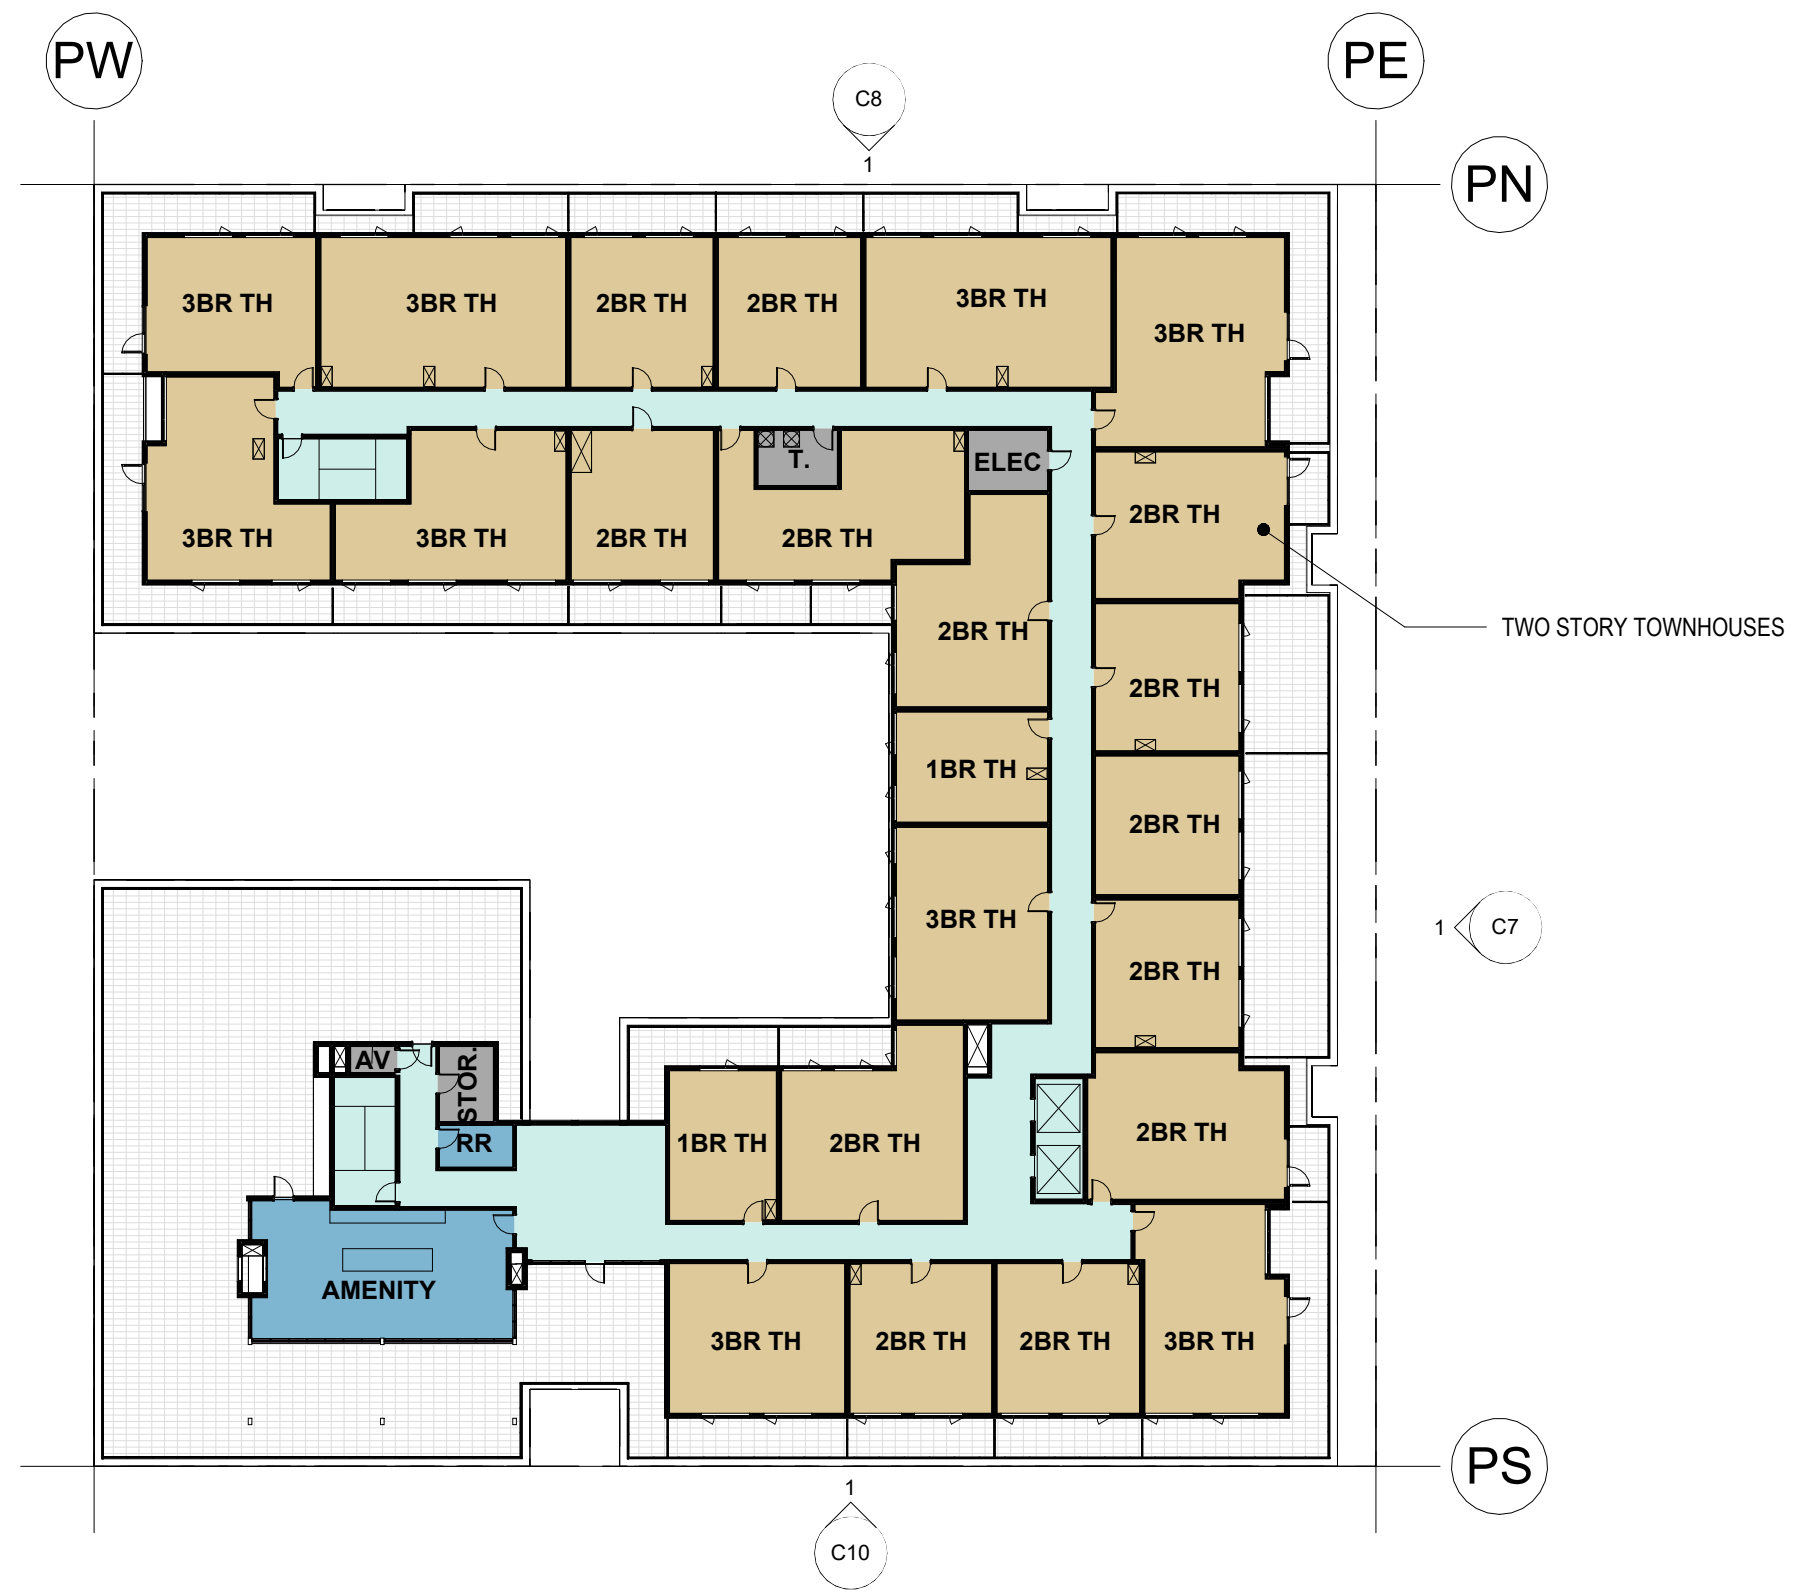 PW
PE
C8
1
PN
3BR TH
3BR TH
2BR TH
2BR TH
3BR TH
3BR TH
T.
ELEC
3BR TH
3BR TH
2BR TH
2BR TH
2BR TH
2BR TH
TWO STORY TOWNHOUSES
2BR TH
1BR TH
2BR TH
3BR TH
2BR TH
1
C7
AV
STOR.
RR
1BR TH
2BR TH
2BR TH
AMENITY
3BR TH
2BR TH
2BR TH
3BR TH
PS
1
C10